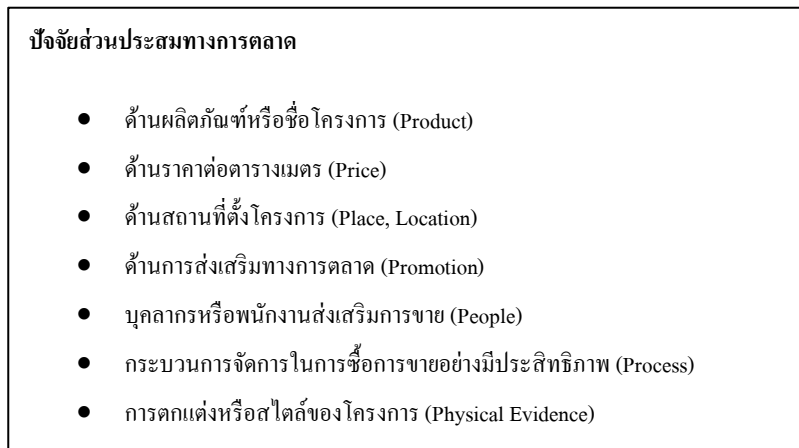 ปัจจัยส่วนประสมทางการตลาด
● ด้านผลิตภัณฑ์หรือชื่อโครงการ (Product)
● ด้านราคาต่อตารางเมตร (Price)
● ด้านสถานที่ตั้งโครงการ (Place, Location)
● ด้านการส่งเสริมทางการตลาด (Promotion)
● บุคลากรหรือพนักงานส่งเสริมการขาย (People)
● กระบวนการจัดการในการซื้อการขายอย่างมีประสิทธิภาพ (Process)
● การตกแต่งหรือสไตล์ของโครงการ (Physical Evidence)